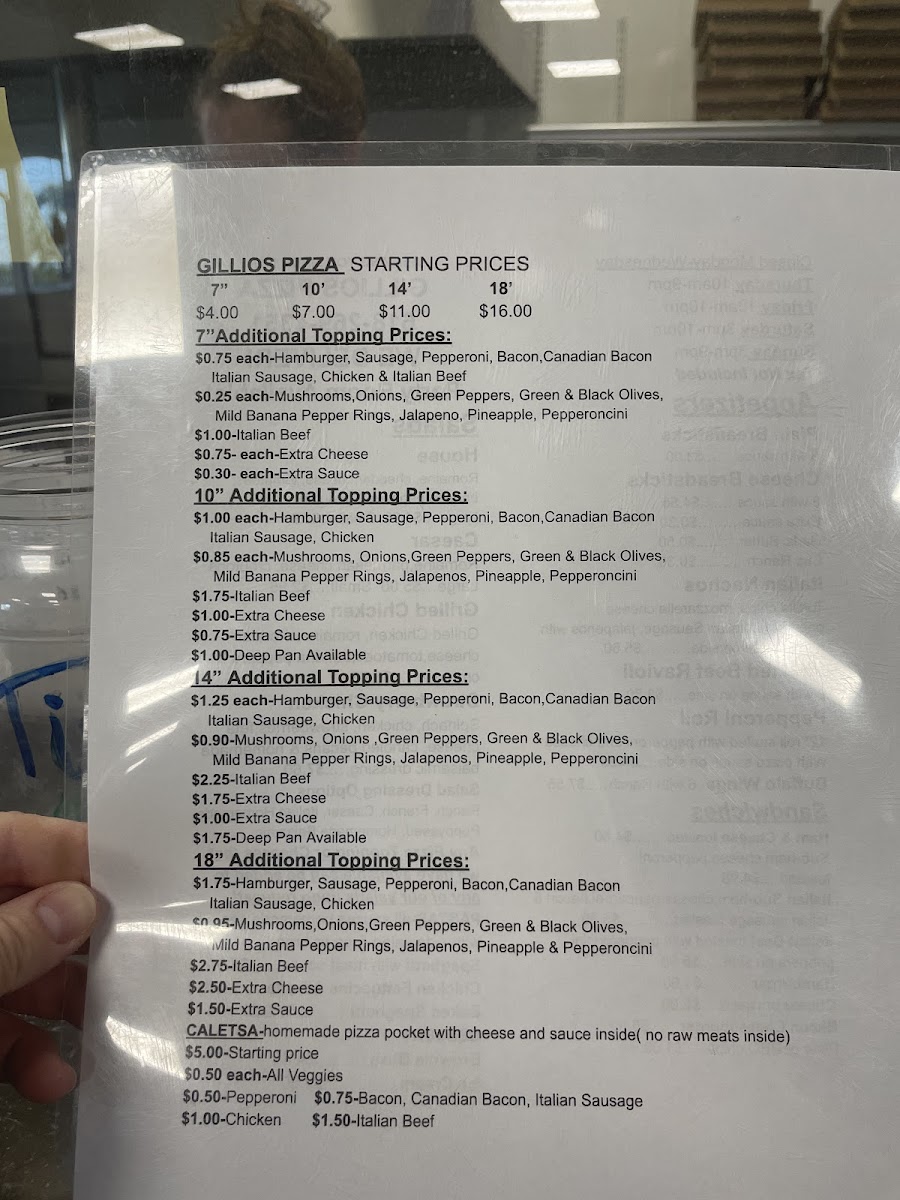 GILLIOS PIZZA STARTING PRICES
7” 10’ 14’ 18’
$4.00 $7.00 $11.00 $16.00
7”Additional Topping Prices:
$0.75 each-Hamburger, Sausage, Pepperoni, Bacon,Canadian Bacon
Italian Sausage, Chicken & Italian Beef
$0.25 each-Mushrooms,Onions, Green Peppers, Green & Black Olives,
Mild Banana Pepper Rings, Jalapeno, Pineapple, Pepperoncini
$1.00-Italian Beef
$0.75- each-Extra Cheese
$0.30- each-Extra Sauce
10” Additional Topping Prices:
$1.00 each-Hamburger, Sausage, Pepperoni, Bacon,Canadian Bacon
Italian Sausage, Chicken
$0.85 each-Mushrooms, Onions,Green Peppers, Green & Black Olives,
Mild Banana Pepper Rings, Jalapenos, Pineapple, Pepperoncini
$1.75-Italian Beef
$1.00-Extra Cheese
$0.75-Extra Sauce
$1.00-Deep Pan Available
14” Additional Topping Prices:
$1.25 each-Hamburger, Sausage, Pepperoni, Bacon,Canadian Bacon
Italian Sausage, Chicken
$0.90-Mushrooms, Onions ,Green Peppers, Green & Black Olives,
Mild Banana Pepper Rings, Jalapenos, Pineapple, Pepperoncini
$2.25-Italian Beef
$1.75-Extra Cheese
$1.00-Extra Sauce
$1.75-Deep Pan Available
18” Additional Topping Prices:
$1.75-Hamburger, Sausage, Pepperoni, Bacon,Canadian Bacon
Italian Sausage, Chicken
$0.95-Mushrooms,Onions,Green Peppers, Green & Black Olives,
Mild Banana Pepper Rings, Jalapenos, Pineapple & Pepperoncini
$2.75-Italian Beef
$2.50-Extra Cheese
$1.50-Extra Sauce
CALETSA-homemade pizza pocket with cheese and sauce inside( no raw meats inside)
$5.00-Starting price
$0.50 each-All Veggies
$0.50-Pepperoni $0.75-Bacon, Canadian Bacon, Italian Sausage
$1.00-Chicken $1.50-Italian Beef